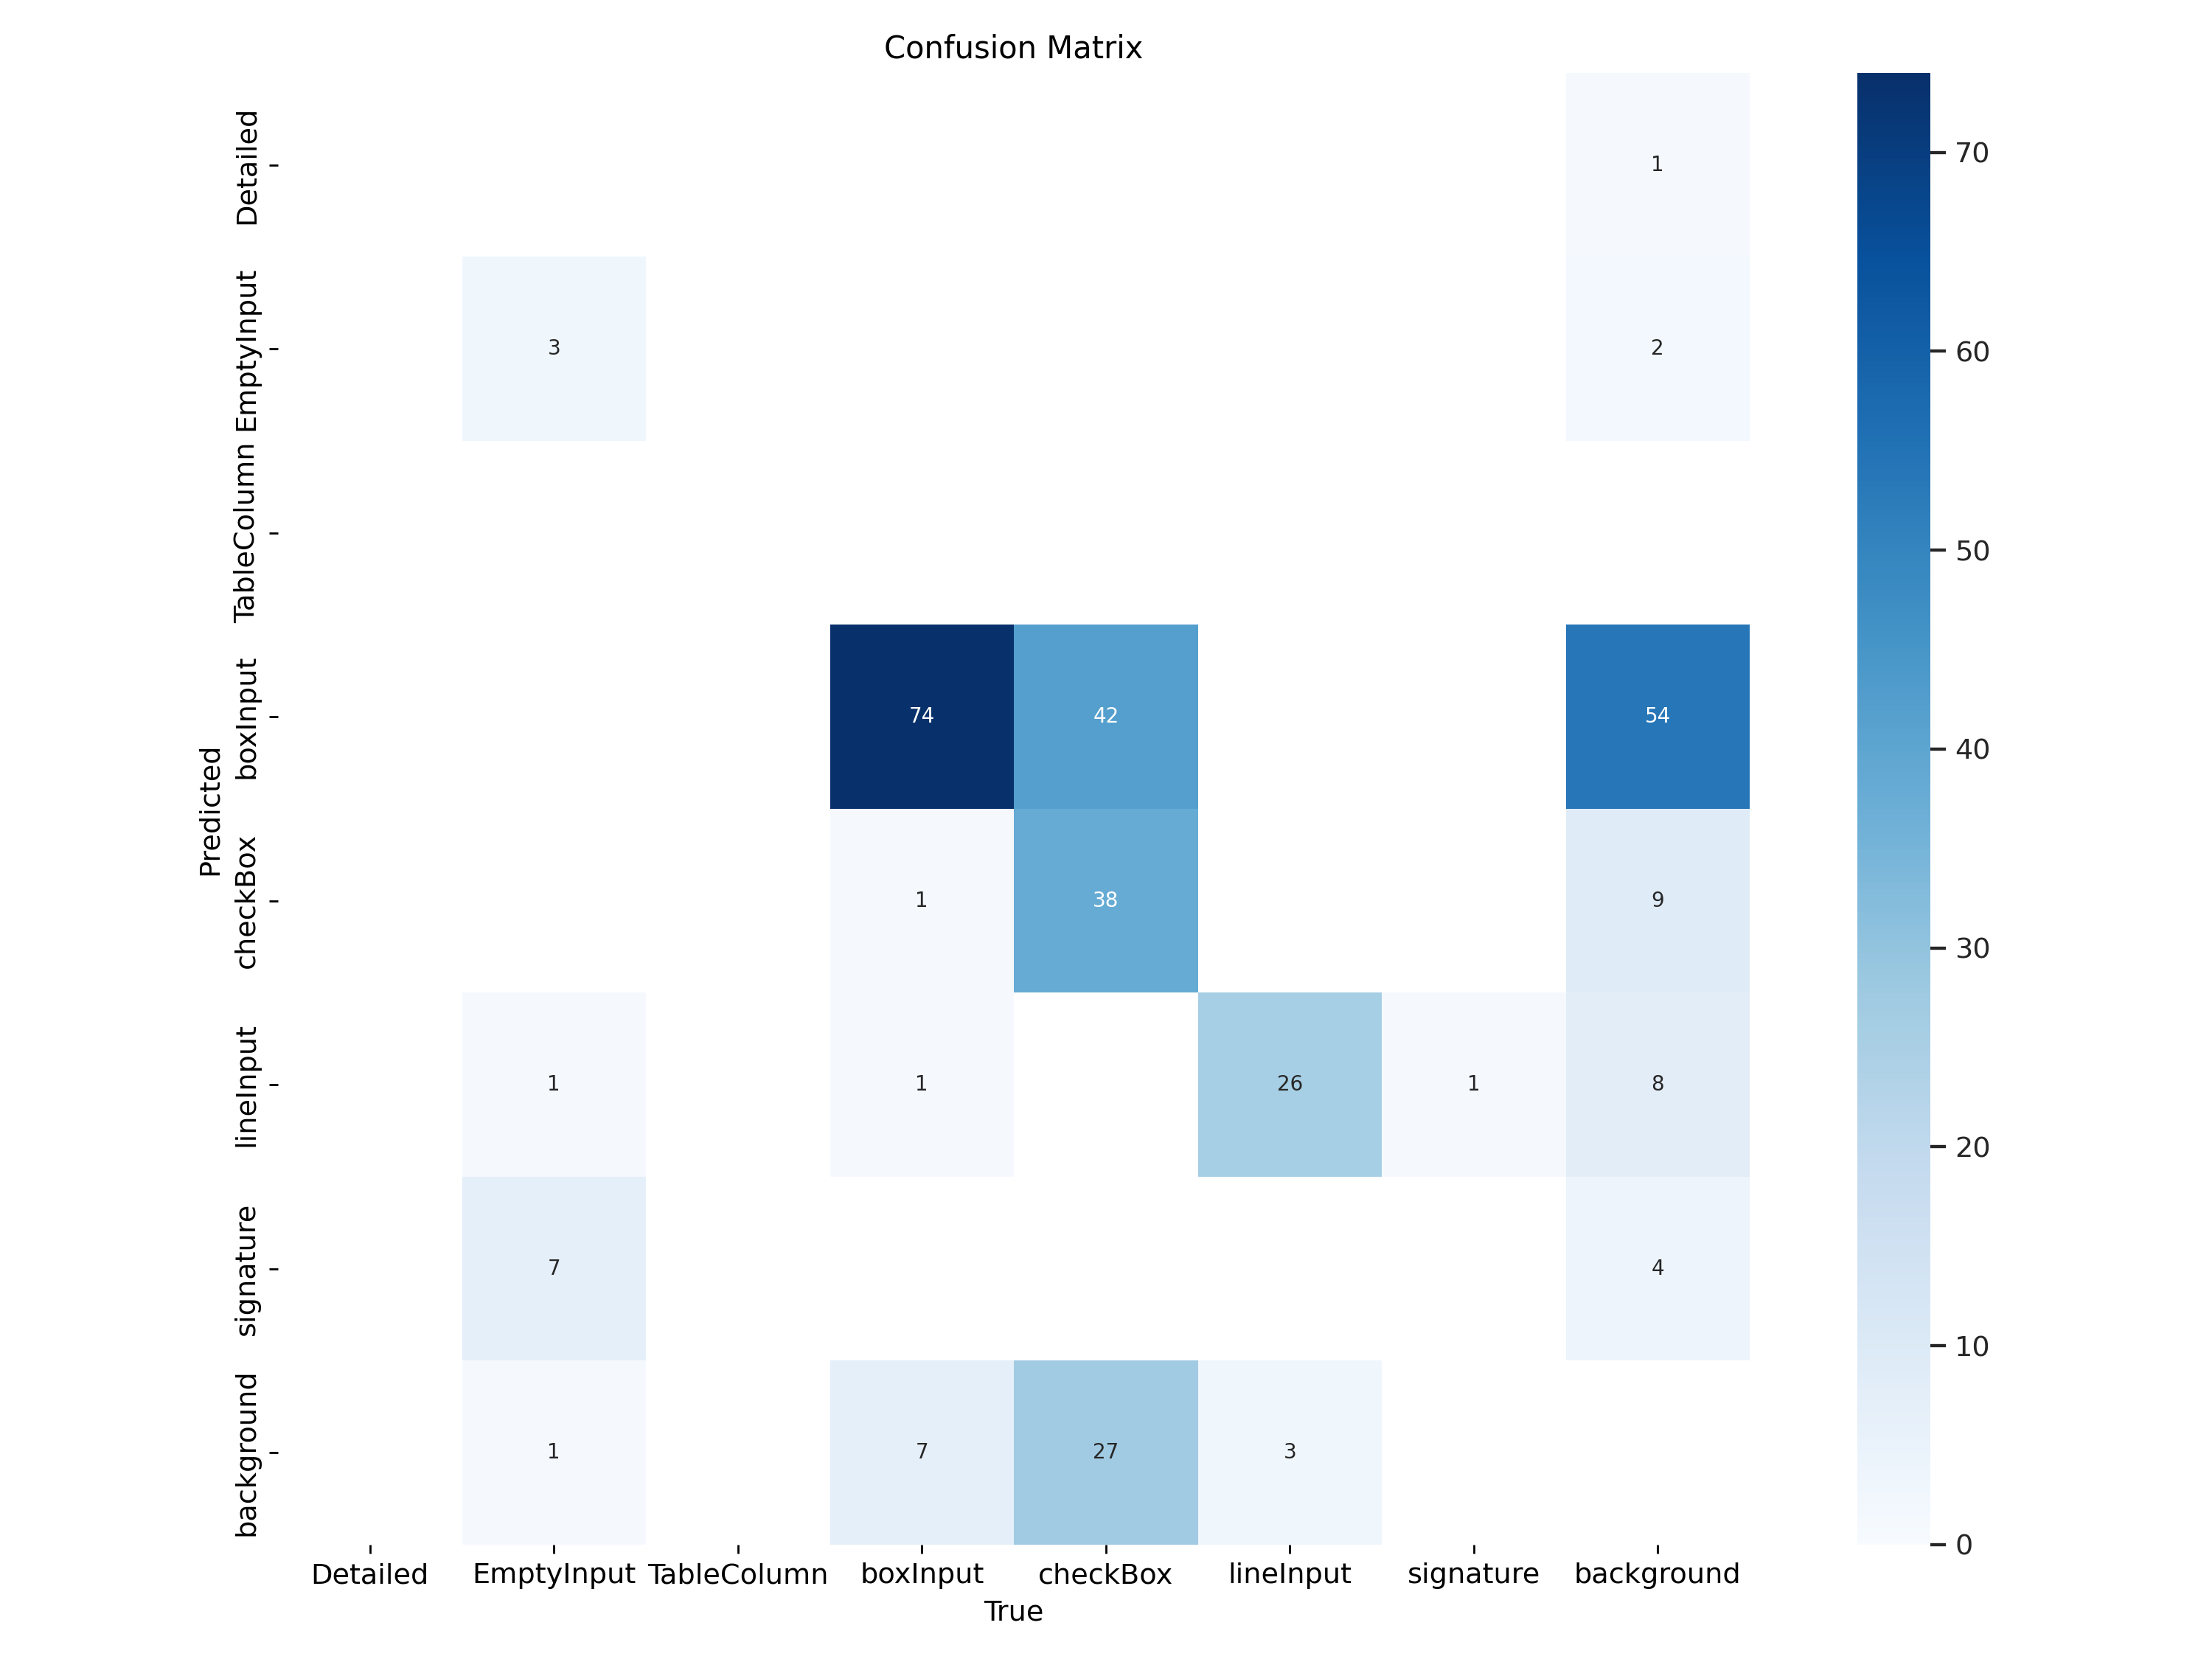 Confusion Matrix
Predicted
Detailed
1
70
EmptyInput
3
2
60
TableColumn
50
boxInput
74
42
54
40
checkBox
1
38
9
30
lineInput
1
1
26
1
8
20
signature
7
4
10
background
1
7
27
3
0
Detailed EmptyInput TableColumn boxInput checkBox lineInput signature background
True